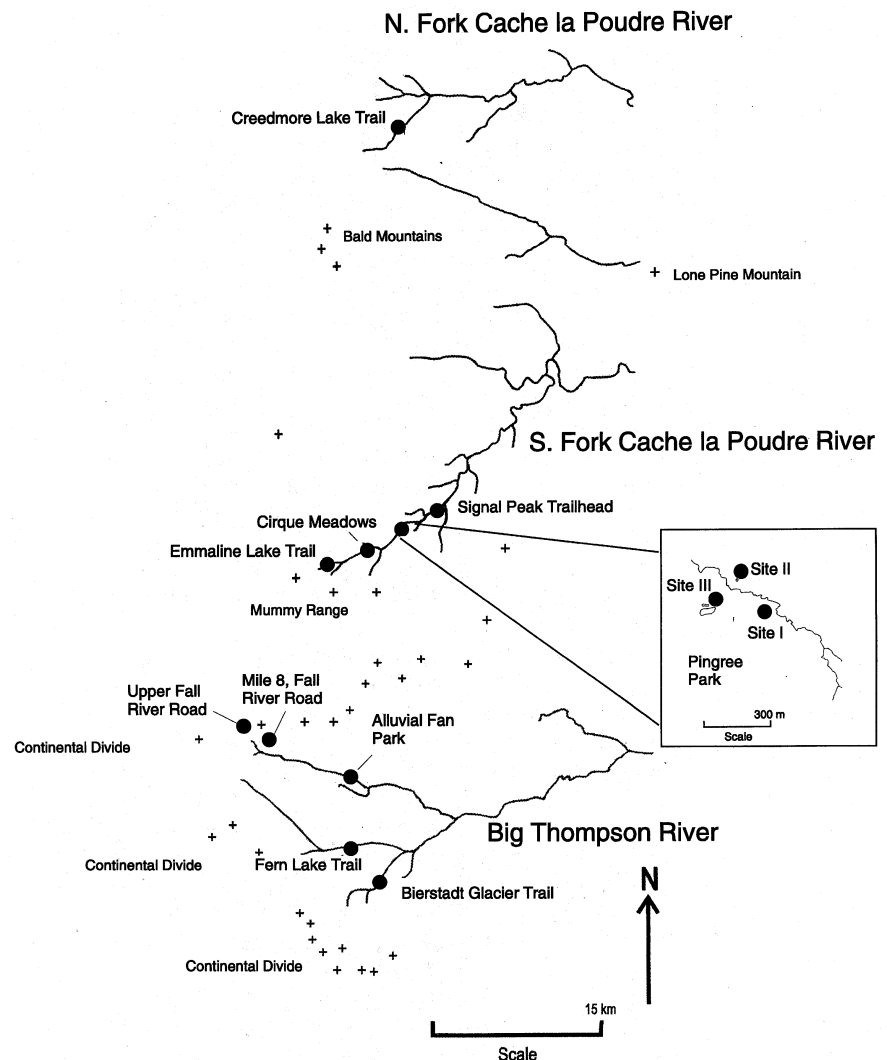 N. Fork Cache la Poudre River
Creedmore Lake Trail
Bald Mountains
Lone Pine Mountain
S. Fork Cache la Poudre River
Signal Peak Trailhead
Cirque Meadows
Emmaline Lake Trail
Mummy Range
Site II
Site III
Site I
Pingree
Park
300 m
Scale
Upper Fall
River Road
Mile 8, Fall
River Road
Alluvial Fan
Park
Continental Divide
Big Thompson River
Continental Divide
Fern Lake Trail
Bierstadt Glacier Trail
N
Continental Divide
15 km
Scale